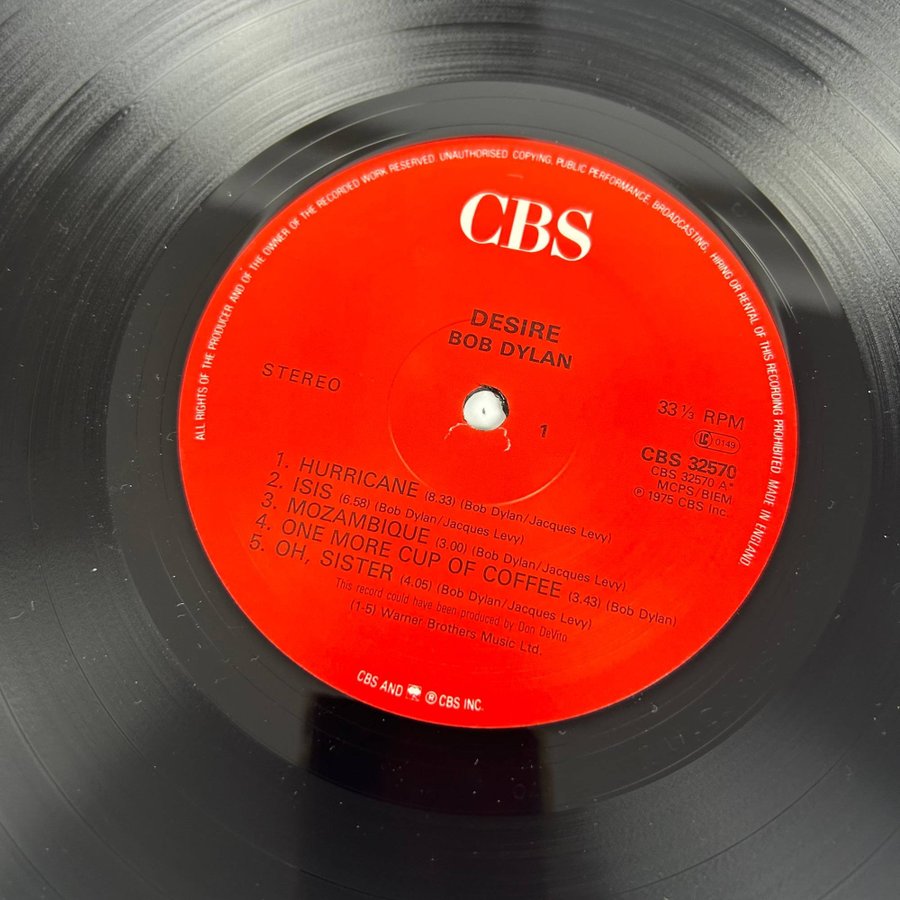 ALL RIGHTS OF THE PRODUCER AND OF THE OWNER OF THE RECORDED WORK RESERVED. UNAUTHORISED COPYING, PUBLIC PERFORMANCE, BROADCASTING, HIRING OR RENTAL OF THIS RECORDING PROHIBITED. MADE IN ENGLAND.
CBS
DESIRE
BOB DYLAN
STEREO
1
33⅓ RPM
LC 0149
CBS 32570
CBS 32570 A*
MCPS/BIEM
℗ 1975 CBS Inc.
1. HURRICANE (8.33) (Bob Dylan/Jacques Levy)
2. ISIS (6.58) (Bob Dylan/Jacques Levy)
3. MOZAMBIQUE (3.00) (Bob Dylan/Jacques Levy)
4. ONE MORE CUP OF COFFEE (3.43) (Bob Dylan)
5. OH, SISTER (4.05) (Bob Dylan/Jacques Levy)
This record could have been produced by Don DeVito
(1-5) Warner Brothers Music Ltd.
CBS AND ® CBS INC.